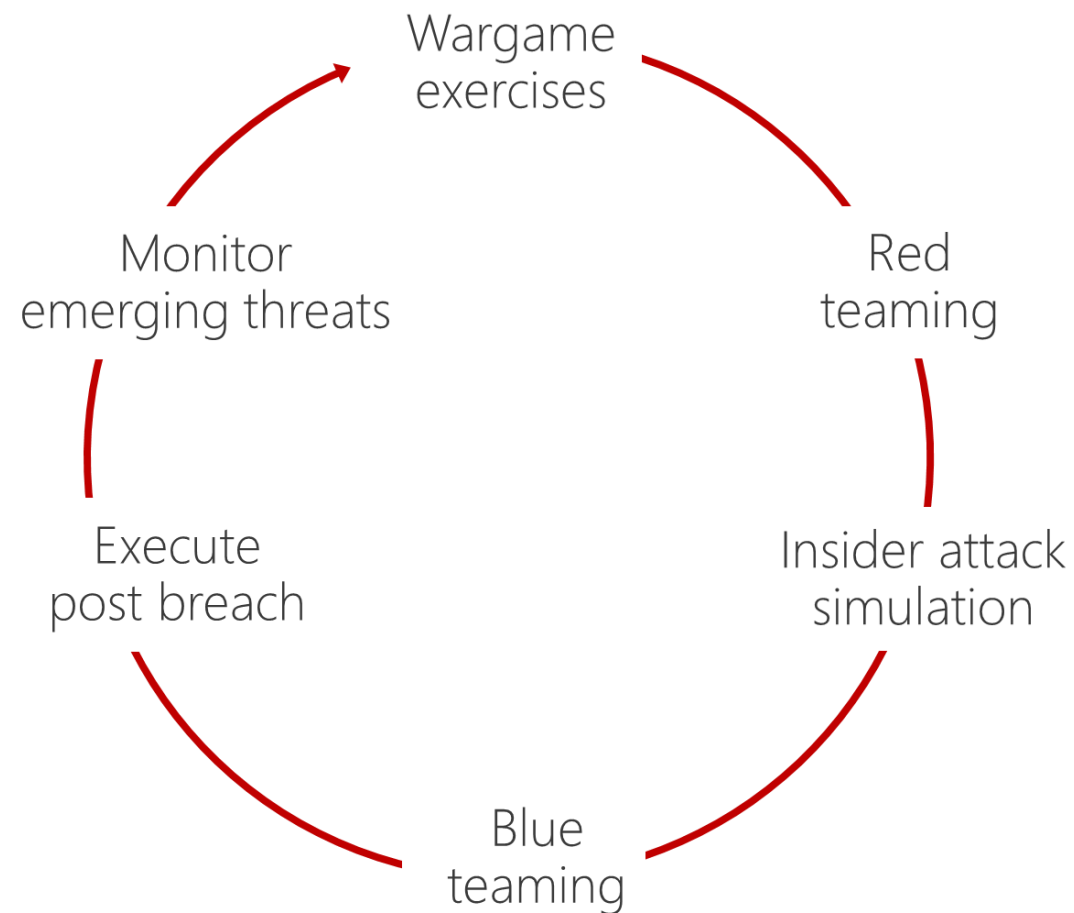 Wargame
exercises
Red
teaming
Insider attack
simulation
Blue
teaming
Execute
post breach
Monitor
emerging threats